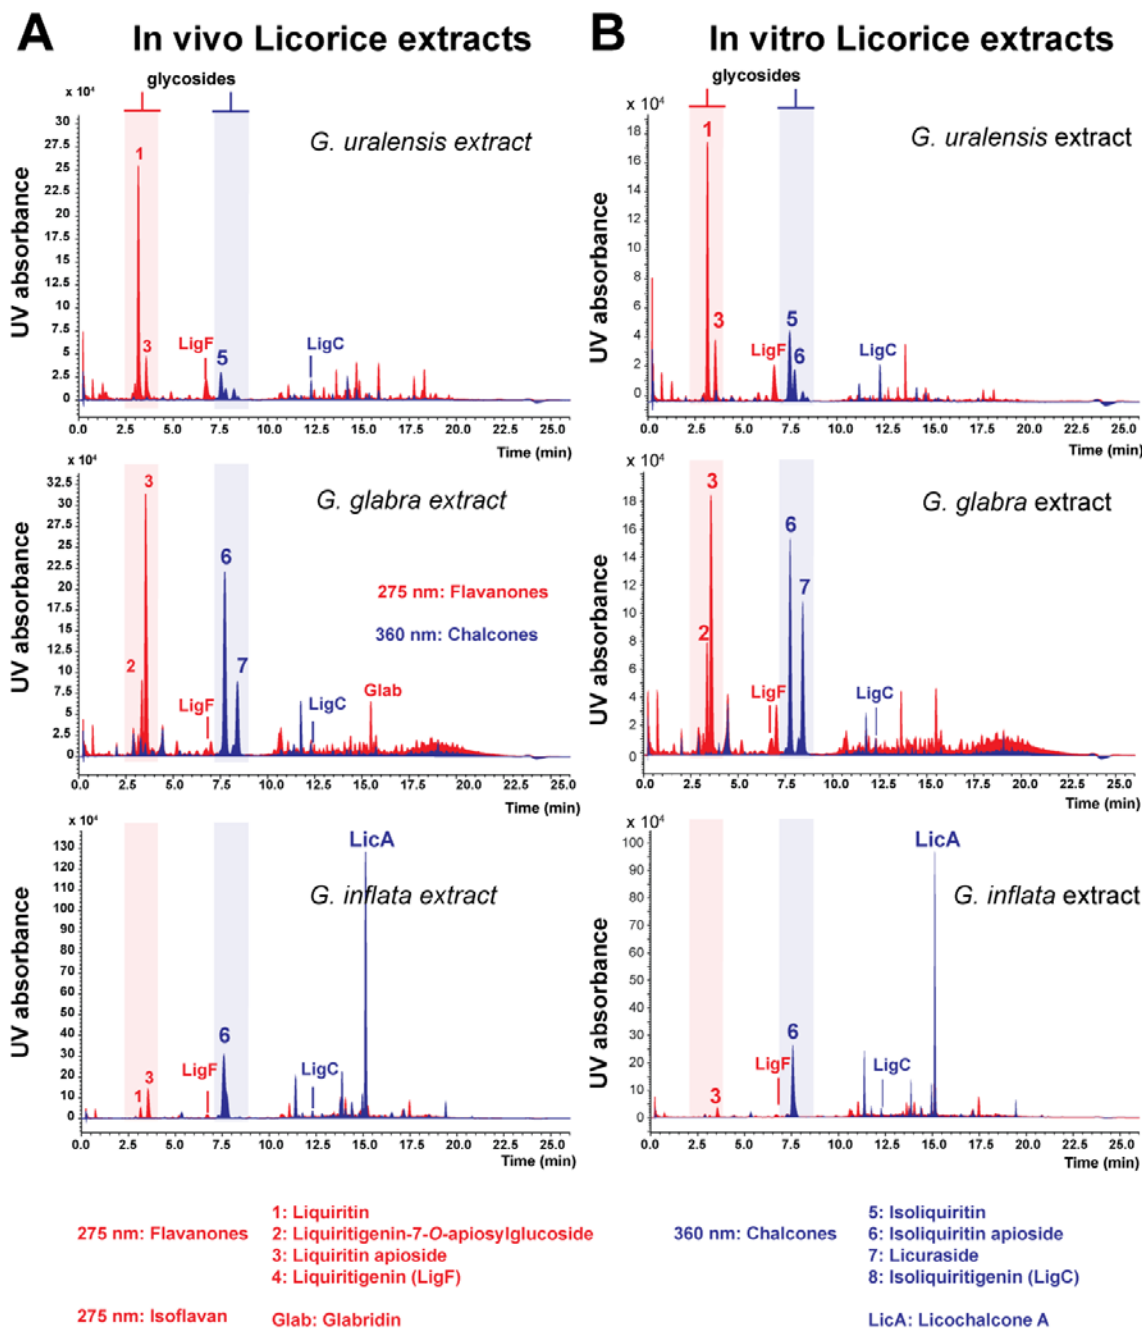 A In vivo Licorice extracts
glycosides
x 10⁴
30
27.5
25
22.5
20
17.5
15
12.5
10
7.5
5
2.5
0
UV absorbance
G. uralensis extract
1
3
LigF
5
LigC
0.0 2.5 5.0 7.5 10.0 12.5 15.0 17.5 20.0 22.5 25.0
Time (min)
x 10⁴
32.5
30
27.5
25
22.5
20
17.5
15
12.5
10
7.5
5
2.5
0
UV absorbance
G. glabra extract
3
6
275 nm: Flavanones
360 nm: Chalcones
2
7
LigF
LigC
Glab
0.0 2.5 5.0 7.5 10.0 12.5 15.0 17.5 20.0 22.5 25.0
Time (min)
x 10⁴
130
120
110
100
90
80
70
60
50
40
30
20
10
0
UV absorbance
LicA
G. inflata extract
6
1
3
LigF
LigC
0.0 2.5 5.0 7.5 10.0 12.5 15.0 17.5 20.0 22.5 25.0
Time (min)
B In vitro Licorice extracts
glycosides
x 10⁴
18
16
14
12
10
8
6
4
2
0
UV absorbance
G. uralensis extract
1
3
LigF
5
6
LigC
0.0 2.5 5.0 7.5 10.0 12.5 15.0 17.5 20.0 22.5 25.0
Time (min)
x 10⁴
18
16
14
12
10
8
6
4
2
0
UV absorbance
G. glabra extract
3
6
7
2
LigF
LigC
0.0 2.5 5.0 7.5 10.0 12.5 15.0 17.5 20.0 22.5 25.0
Time (min)
x 10⁴
100
90
80
70
60
50
40
30
20
10
0
UV absorbance
LicA
G. inflata extract
6
3
LigF
LigC
0.0 2.5 5.0 7.5 10.0 12.5 15.0 17.5 20.0 22.5 25.0
Time (min)
275 nm: Flavanones
1: Liquiritin
2: Liquiritigenin-7-O-apiosylglucoside
3: Liquiritin apioside
4: Liquiritigenin (LigF)
275 nm: Isoflavan
Glab: Glabridin
360 nm: Chalcones
5: Isoliquiritin
6: Isoliquiritin apioside
7: Licuraside
8: Isoliquiritigenin (LigC)
LicA: Licochalcone A